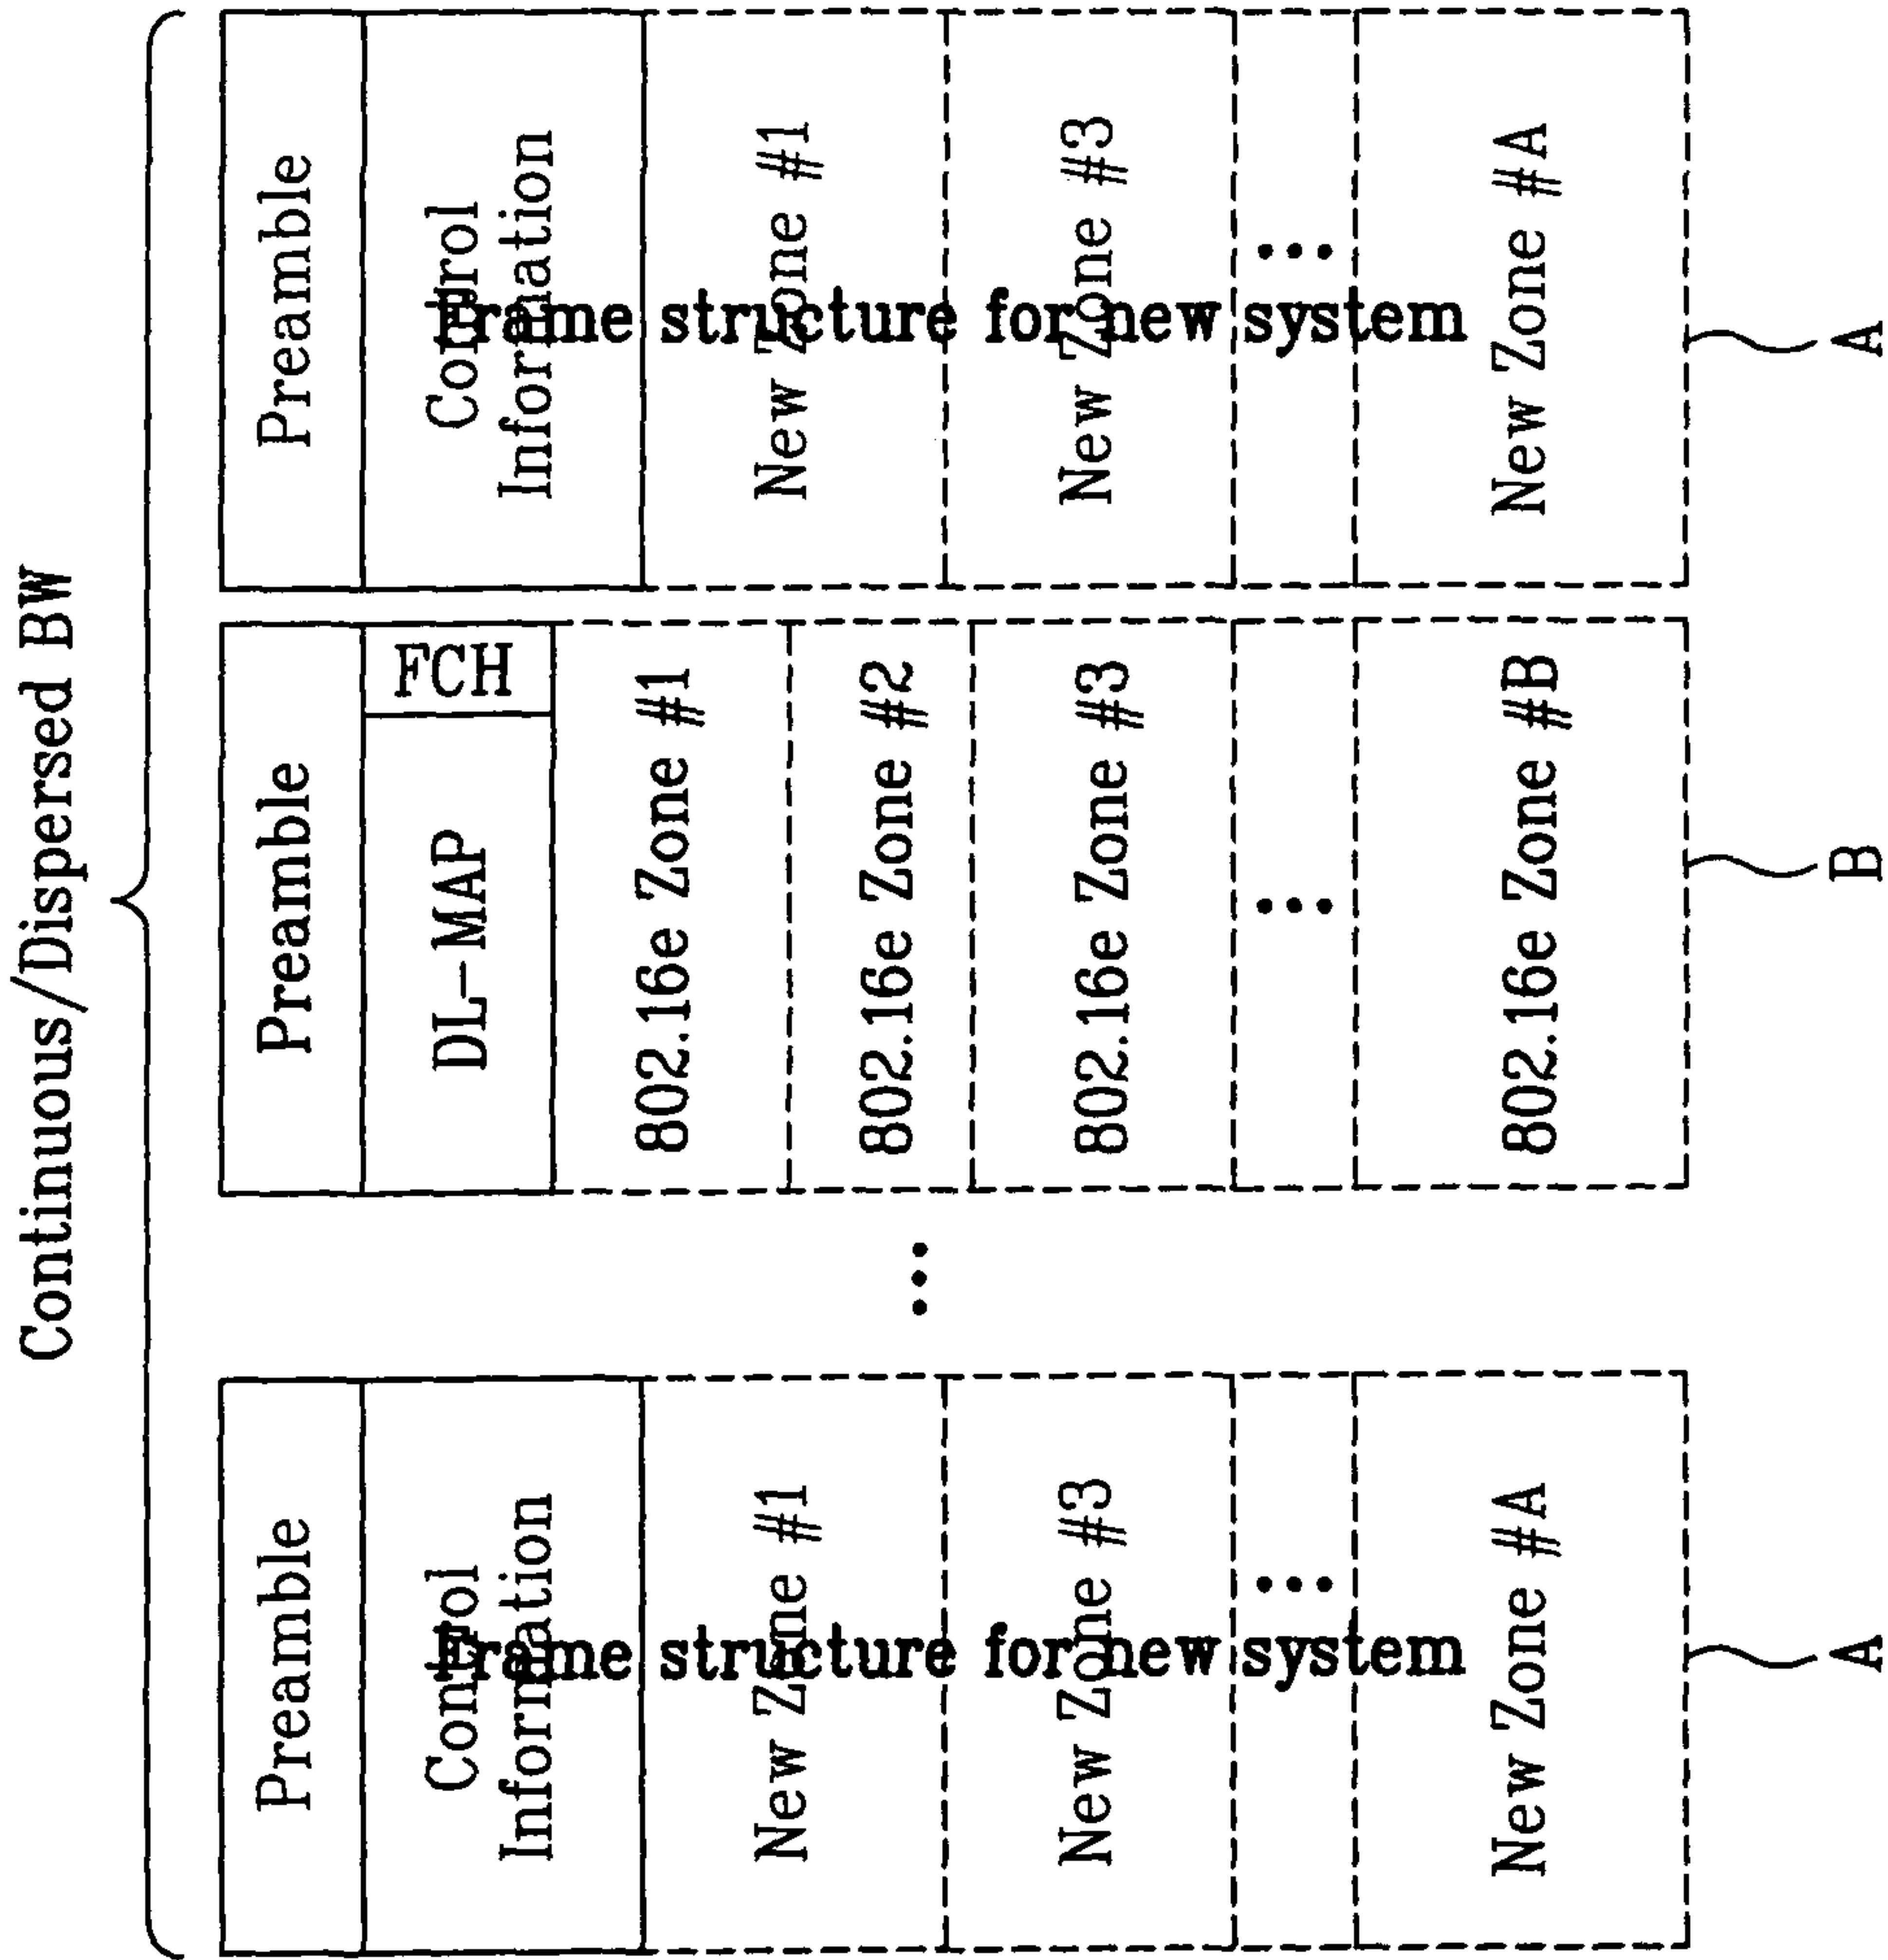 Continuous/Dispersed BW
Preamble
Control
Information
New Zone #1
New Zone #3
...
New Zone #A
Frame structure for new system
A
...
Preamble
DL-MAP
FCH
802.16e Zone #1
802.16e Zone #2
802.16e Zone #3
...
802.16e Zone #B
B
Preamble
Control
Information
New Zone #1
New Zone #3
...
New Zone #A
Frame structure for new system
A